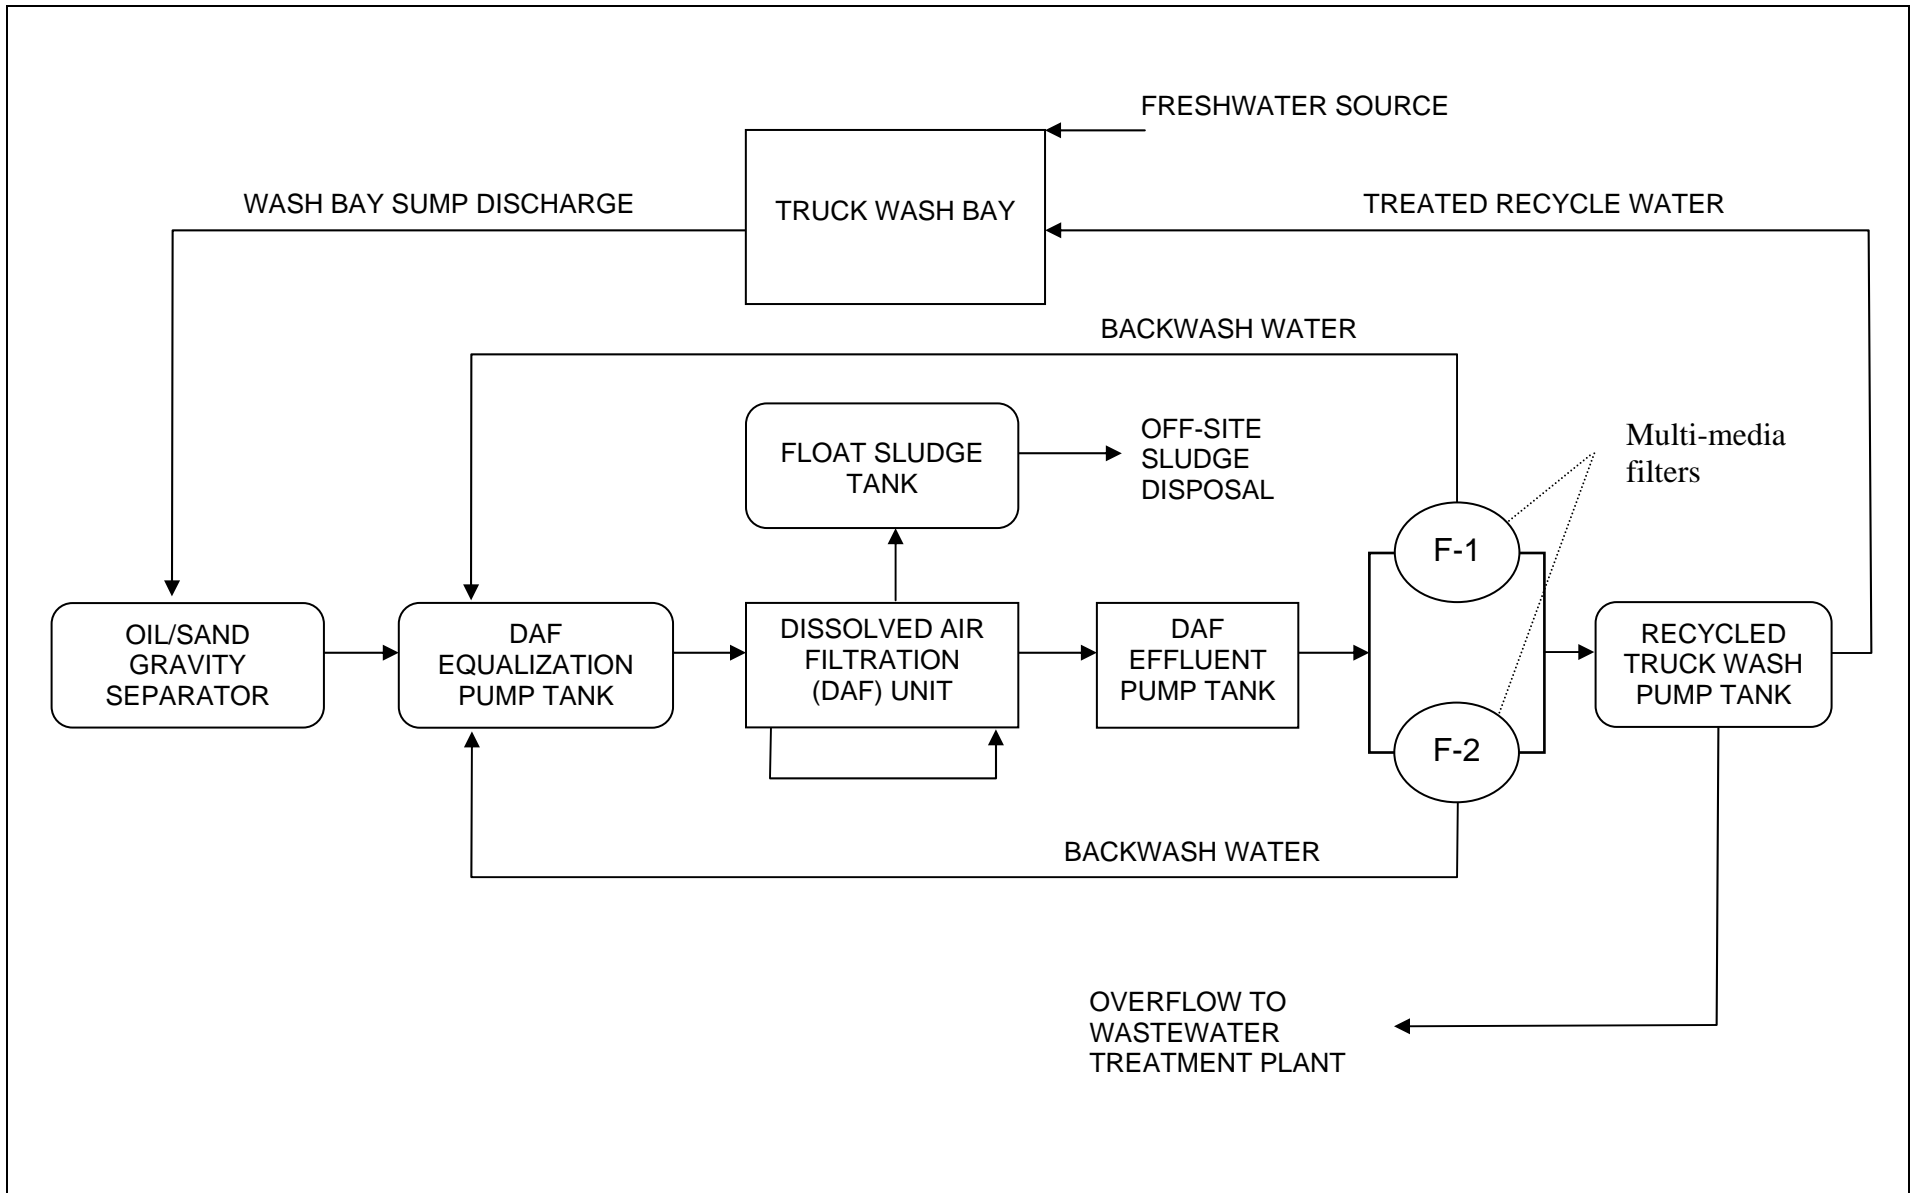 FRESHWATER SOURCE
WASH BAY SUMP DISCHARGE
TRUCK WASH BAY
TREATED RECYCLE WATER
BACKWASH WATER
FLOAT SLUDGE
TANK
OFF-SITE
SLUDGE
DISPOSAL
Multi-media
filters
F-1
OIL/SAND
GRAVITY
SEPARATOR
DAF
EQUALIZATION
PUMP TANK
DISSOLVED AIR
FILTRATION
(DAF) UNIT
DAF
EFFLUENT
PUMP TANK
RECYCLED
TRUCK WASH
PUMP TANK
F-2
BACKWASH WATER
OVERFLOW TO
WASTEWATER
TREATMENT PLANT